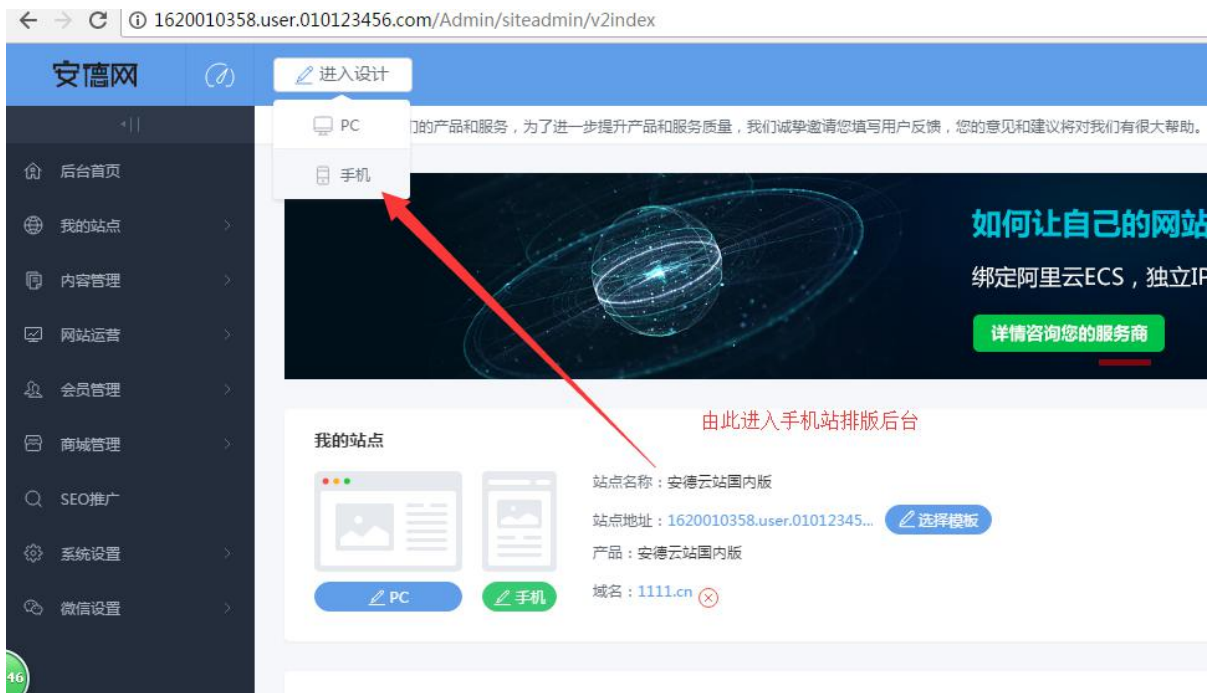 1620010358.user.010123456.com/Admin/siteadmin/v2index
安德网
进入设计
PC
们的产品和服务，为了进一步提升产品和服务质量，我们诚挚邀请您填写用户反馈，您的意见和建议将对我们有很大帮助。
手机
后台首页
我的站点
内容管理
网站运营
会员管理
商城管理
SEO推广
系统设置
微信设置
46
如何让自己的网站
绑定阿里云ECS，独立IP
详情咨询您的服务商
由此进入手机站排版后台
我的站点
站点名称：安德云站国内版
站点地址：1620010358.user.01012345... 选择模板
产品：安德云站国内版
域名：1111.cn
PC
手机